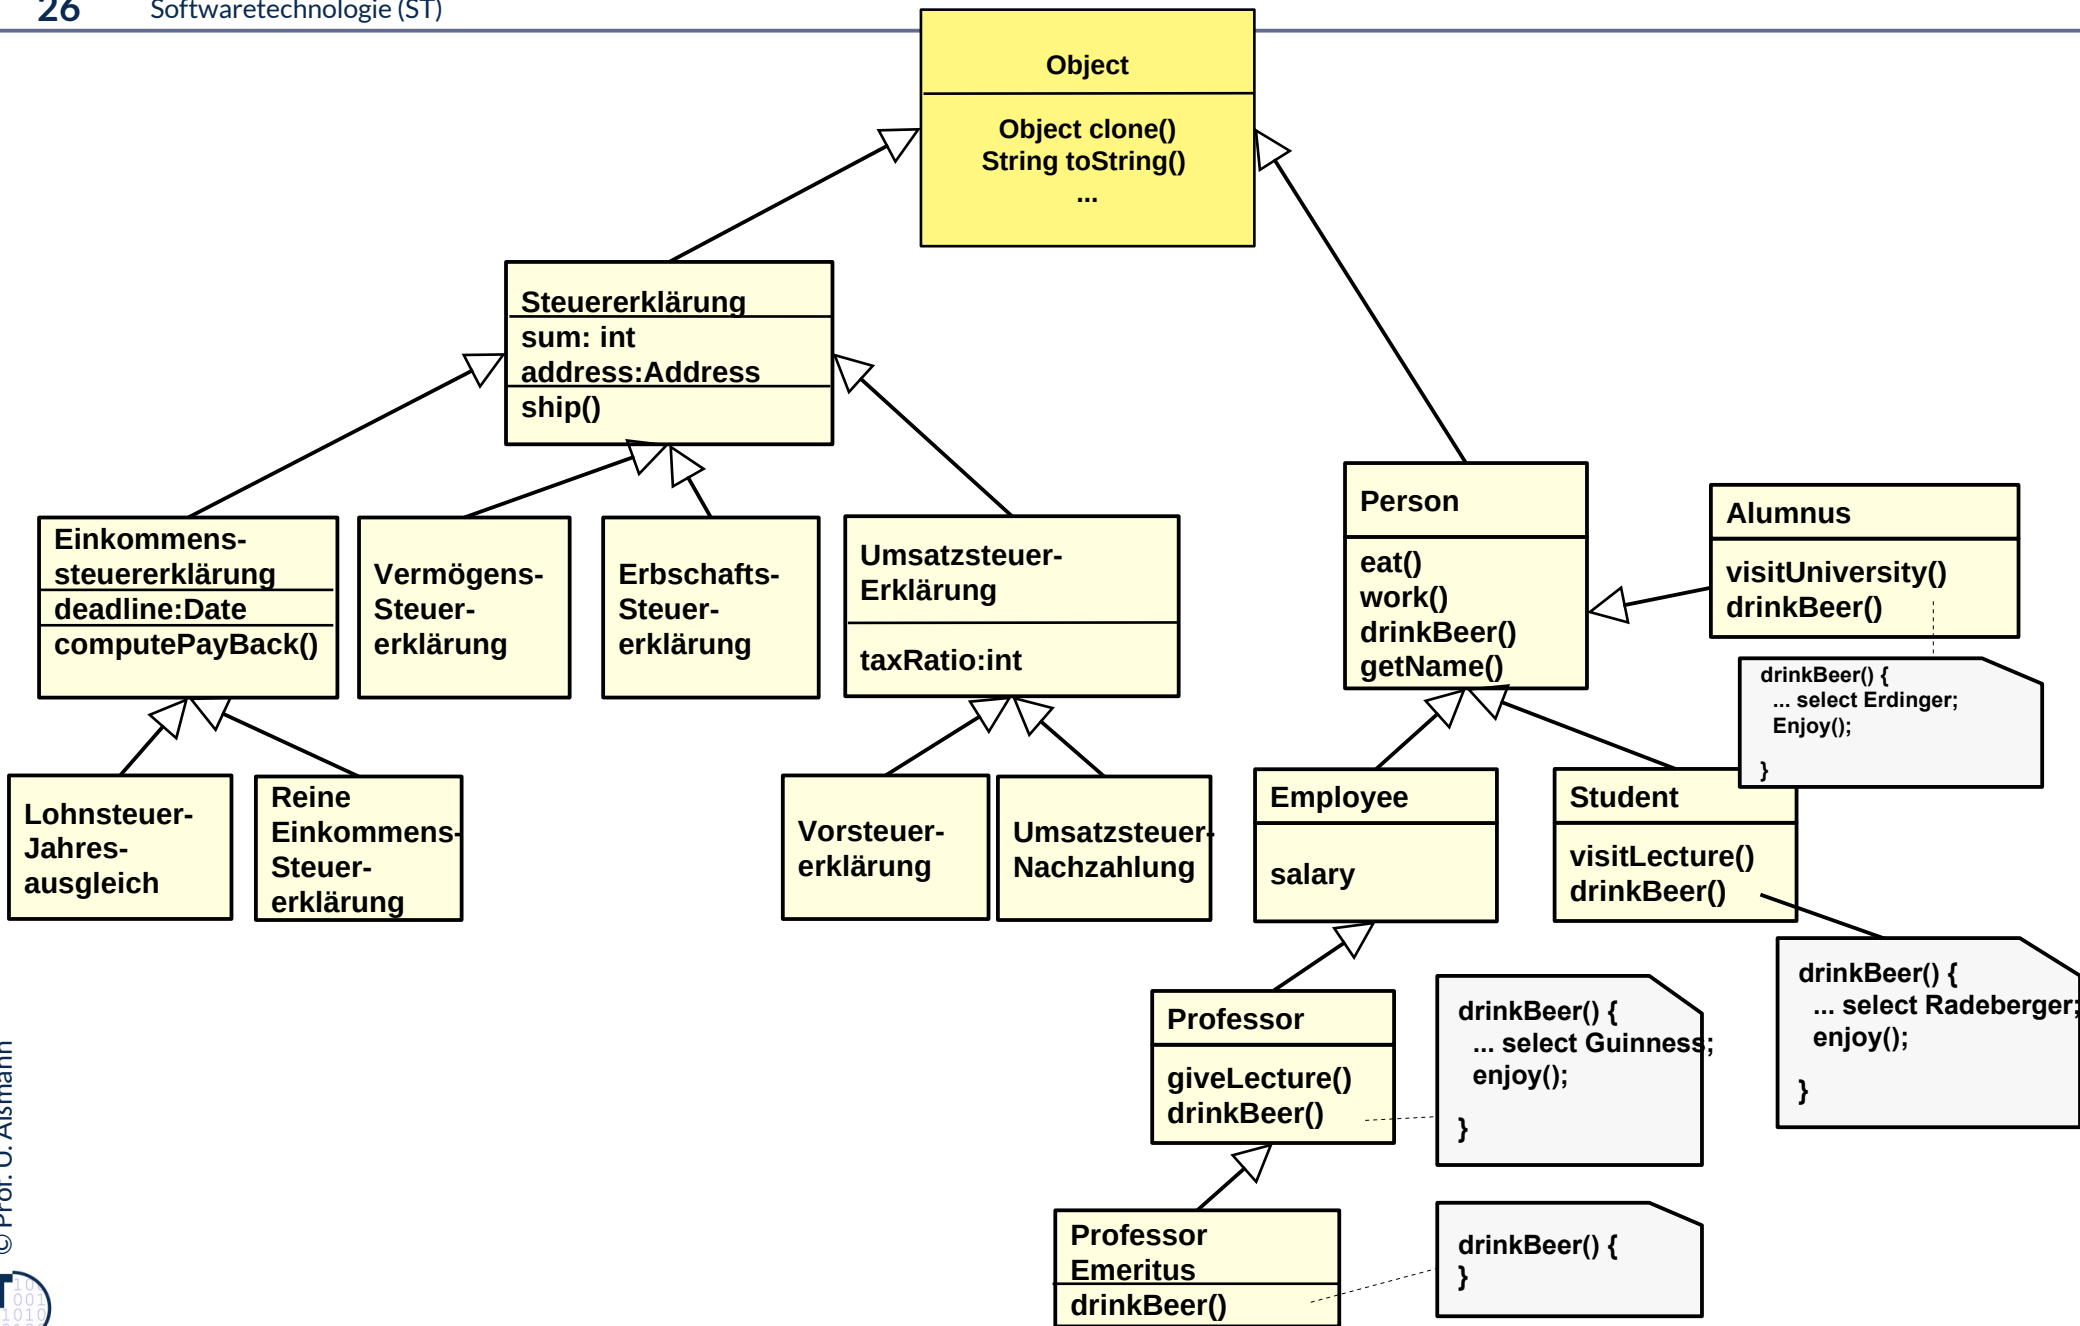 26
Softwaretechnologie (ST)
Object
Object clone()
String toString()
...
Steuererklärung
sum: int
address:Address
ship()
Einkommens-
steuererklärung
deadline:Date
computePayBack()
Vermögens-
Steuer-
erklärung
Erbschafts-
Steuer-
erklärung
Umsatzsteuer-
Erklärung
taxRatio:int
Person
eat()
work()
drinkBeer()
getName()
Alumnus
visitUniversity()
drinkBeer()
drinkBeer() {
... select Erdinger;
Enjoy();
}
Lohnsteuer-
Jahres-
ausgleich
Reine
Einkommens-
Steuer-
erklärung
Vorsteuer-
erklärung
Umsatzsteuer-
Nachzahlung
Employee
salary
Student
visitLecture()
drinkBeer()
drinkBeer() {
... select Radeberger;
enjoy();
}
Professor
giveLecture()
drinkBeer()
drinkBeer() {
... select Guinness;
enjoy();
}
Professor
Emeritus
drinkBeer()
drinkBeer() {
}
© Prof. U. Aßmann